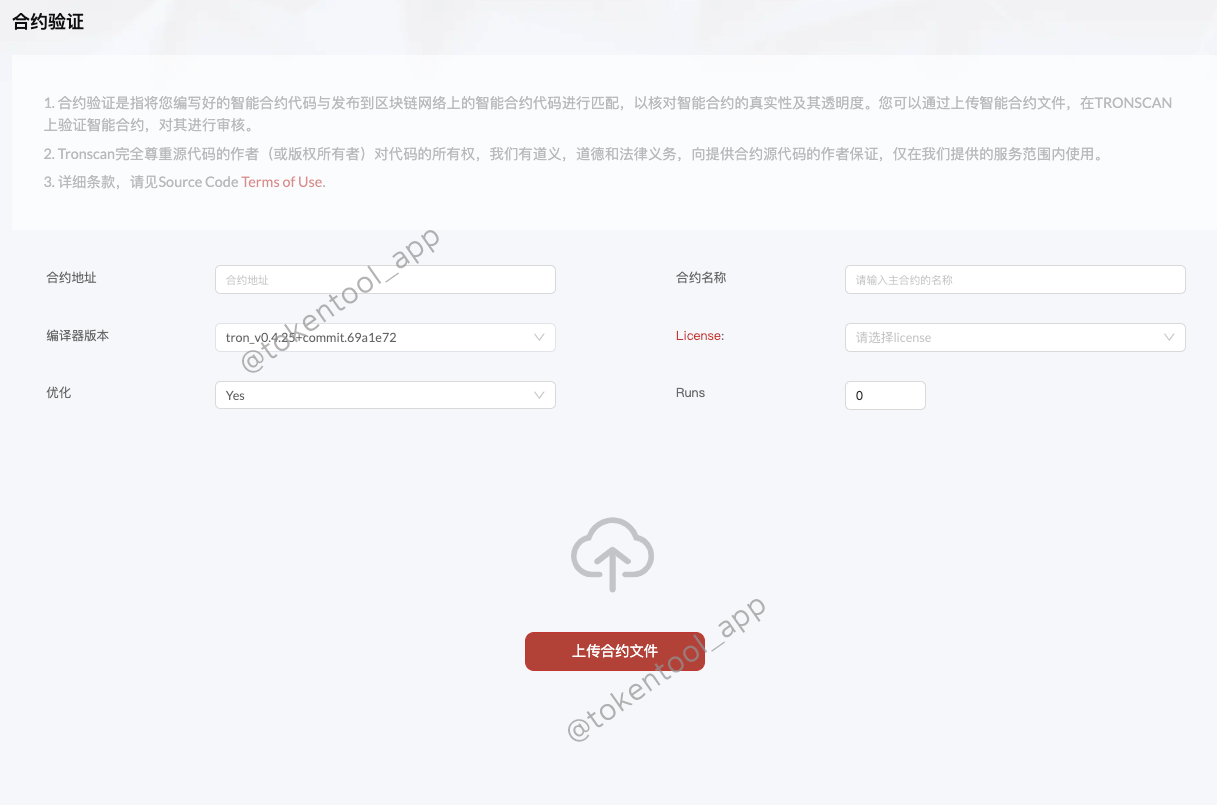 合约验证
1. 合约验证是指将您编写好的智能合约代码与发布到区块链网络上的智能合约代码进行匹配，以核对智能合约的真实性及其透明度。您可以通过上传智能合约文件，在TRONSCAN
上验证智能合约，对其进行审核。
2. Tronscan完全尊重源代码的作者（或版权所有者）对代码的所有权，我们有道义，道德和法律义务，向提供合约源代码的作者保证，仅在我们提供的服务范围内使用。
3. 详细条款，请见Source Code Terms of Use.
合约地址 合约地址 合约名称 请输入主合约的名称
编译器版本 tron_v0.4.25+commit.69a1e72 License: 请选择license
优化 Yes Runs 0
@tokentool_app
上传合约文件
@tokentool_app